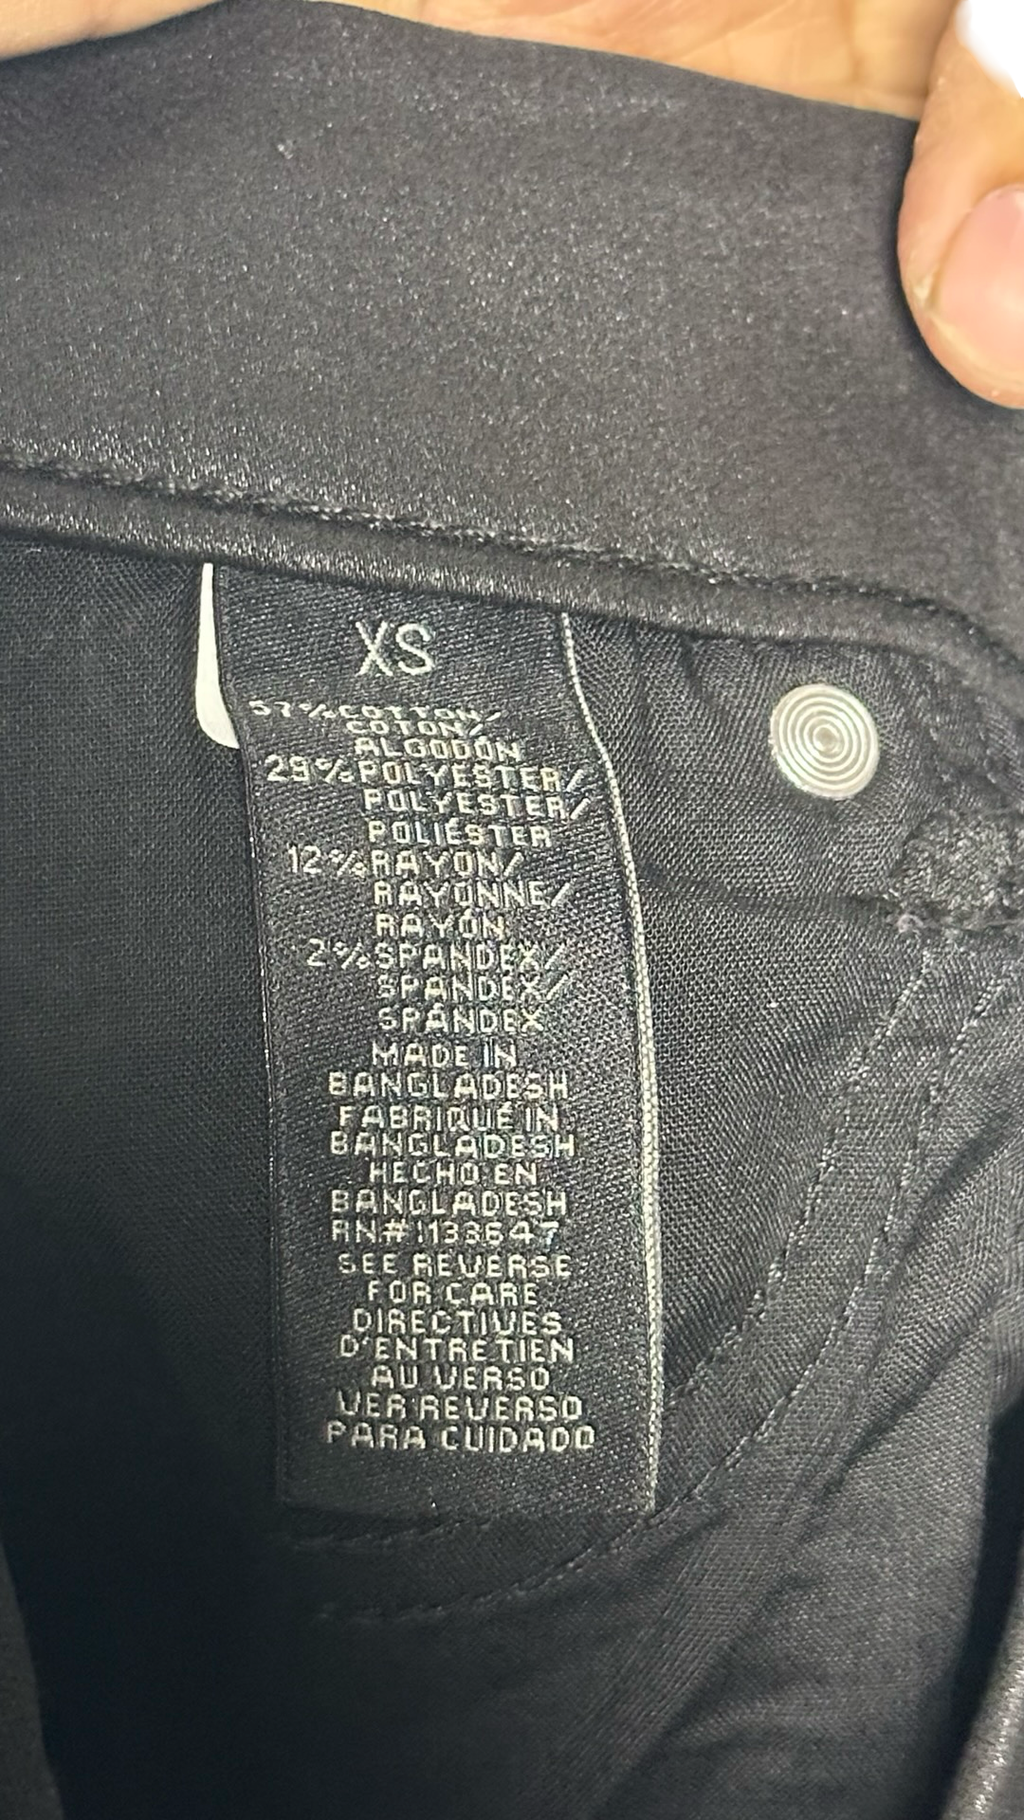 XS
57%COTTON/
COTON/
ALGODÓN
29%POLYESTER/
POLYESTER/
POLIÉSTER
12%RAYON/
RAYONNE/
RAYÓN
2%SPANDEX/
SPANDEX/
SPANDEX
MADE IN
BANGLADESH
FABRIQUÉ IN
BANGLADESH
HECHO EN
BANGLADESH
RN#1133647
SEE REVERSE
FOR CARE
DIRECTIVES
D'ENTRETIEN
AU VERSO
VER REVERSO
PARA CUIDADO